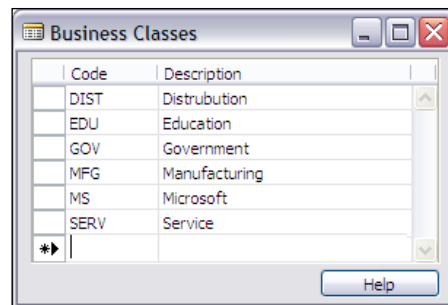 Business Classes
Code Description
DIST Distrubution
EDU Education
GOV Government
MFG Manufacturing
MS Microsoft
SERV Service
Help